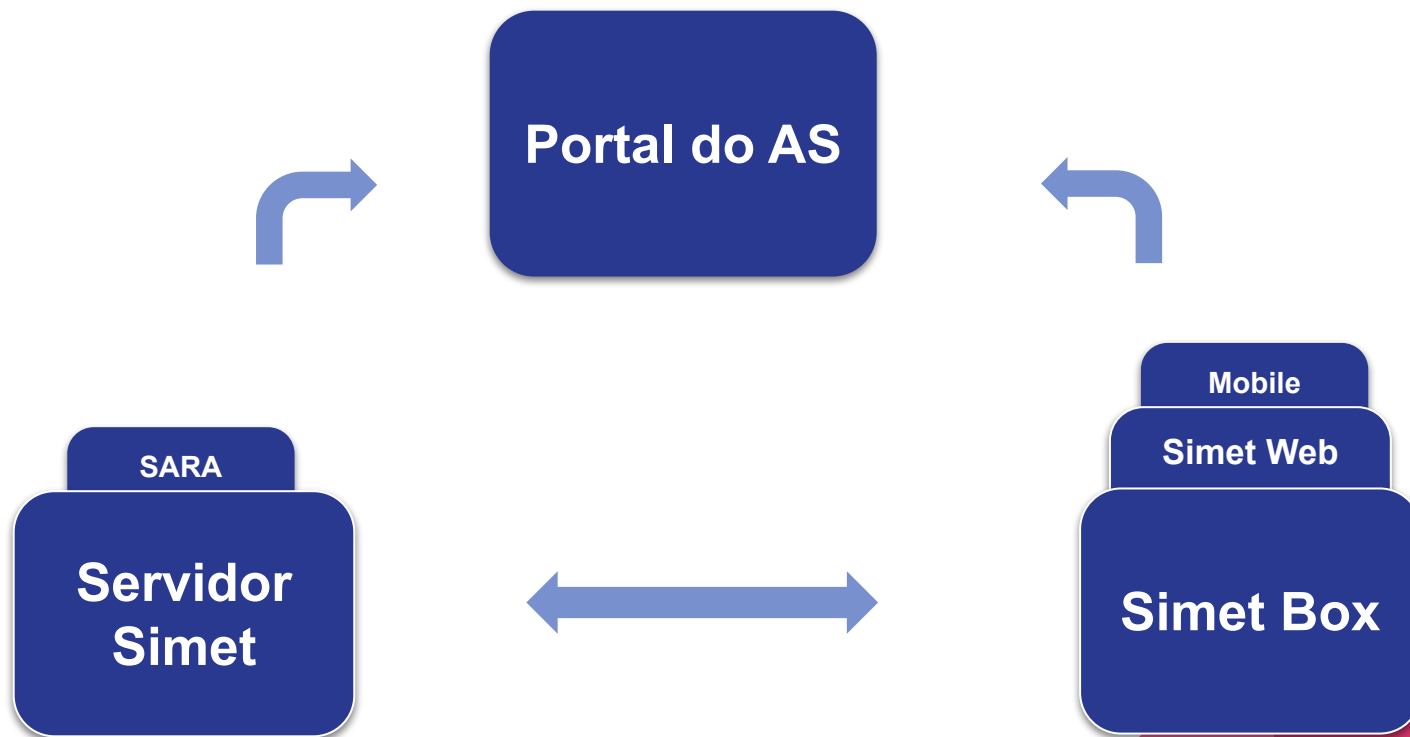 Portal do AS
SARA
Servidor
Simet
Mobile
Simet Web
Simet Box